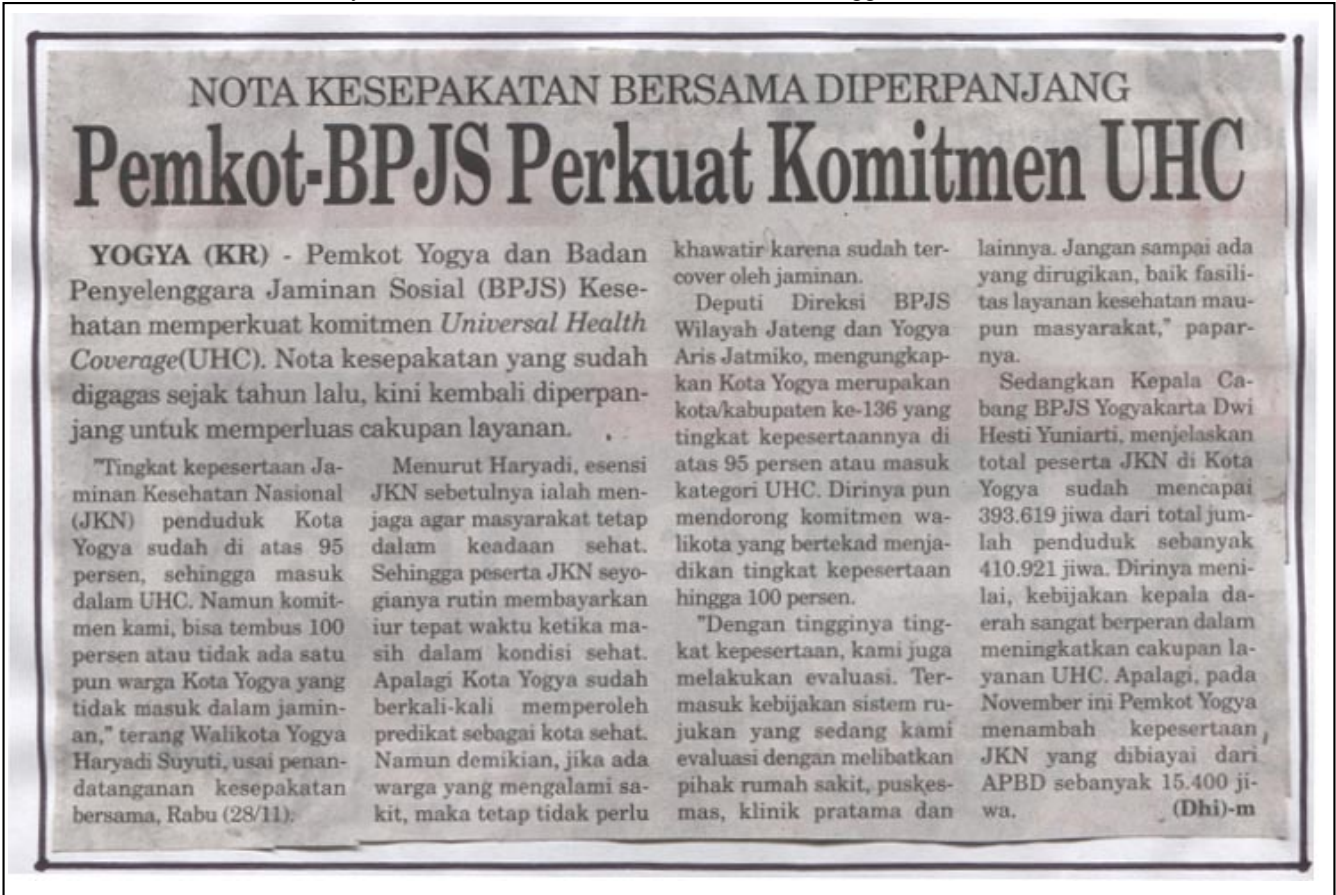 NOTA KESEPAKATAN BERSAMA DIPERPANJANG
Pemkot-BPJS Perkuat Komitmen UHC
YOGYA (KR) - Pemkot Yogya dan Badan
Penyelenggara Jaminan Sosial (BPJS) Kese-
hatan memperkuat komitmen Universal Health
Coverage(UHC). Nota kesepakatan yang sudah
digagas sejak tahun lalu, kini kembali diperpan-
jang untuk memperluas cakupan layanan.
"Tingkat kepesertaan Ja-
minan Kesehatan Nasional
(JKN) penduduk Kota
Yogya sudah di atas 95
persen, sehingga masuk
dalam UHC. Namun komit-
men kami, bisa tembus 100
persen atau tidak ada satu
pun warga Kota Yogya yang
tidak masuk dalam jamin-
an," terang Walikota Yogya
Haryadi Suyuti, usai penan-
datanganan kesepakatan
bersama, Rabu (28/11).
Menurut Haryadi, esensi
JKN sebetulnya ialah men-
jaga agar masyarakat tetap
dalam keadaan sehat.
Sehingga peserta JKN seyo-
gianya rutin membayarkan
iur tepat waktu ketika ma-
sih dalam kondisi sehat.
Apalagi Kota Yogya sudah
berkali-kali memperoleh
predikat sebagai kota sehat.
Namun demikian, jika ada
warga yang mengalami sa-
kit, maka tetap tidak perlu
khawatir karena sudah ter-
cover oleh jaminan.
Deputi Direksi BPJS
Wilayah Jateng dan Yogya
Aris Jatmiko, mengungkap-
kan Kota Yogya merupakan
kota/kabupaten ke-136 yang
tingkat kepesertaannya di
atas 95 persen atau masuk
kategori UHC. Dirinya pun
mendorong komitmen wa-
likota yang bertekad menja-
dikan tingkat kepesertaan
hingga 100 persen.
"Dengan tingginya ting-
kat kepesertaan, kami juga
melakukan evaluasi. Ter-
masuk kebijakan sistem ru-
jukan yang sedang kami
evaluasi dengan melibatkan
pihak rumah sakit, puskes-
mas, klinik pratama dan
lainnya. Jangan sampai ada
yang dirugikan, baik fasili-
tas layanan kesehatan mau-
pun masyarakat," papar-
nya.
Sedangkan Kepala Ca-
bang BPJS Yogyakarta Dwi
Hesti Yuniarti, menjelaskan
total peserta JKN di Kota
Yogya sudah mencapai
393.619 jiwa dari total jum-
lah penduduk sebanyak
410.921 jiwa. Dirinya meni-
lai, kebijakan kepala da-
erah sangat berperan dalam
meningkatkan cakupan la-
yanan UHC. Apalagi, pada
November ini Pemkot Yogya
menambah kepesertaan
JKN yang dibiayai dari
APBD sebanyak 15.400 ji-
wa. (Dhi)-m